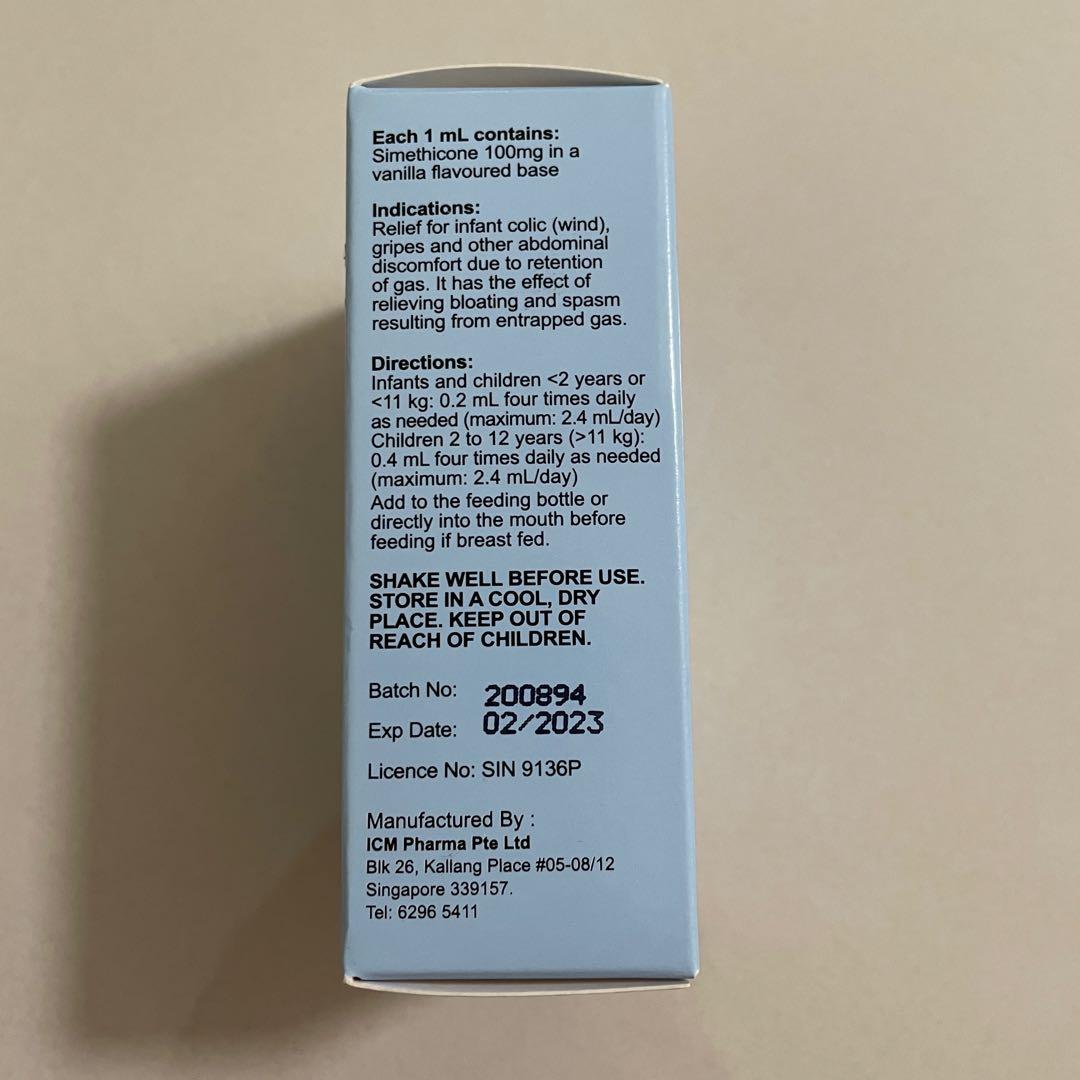 Each 1 mL contains:
Simethicone 100mg in a
vanilla flavoured base
Indications:
Relief for infant colic (wind),
gripes and other abdominal
discomfort due to retention
of gas. It has the effect of
relieving bloating and spasm
resulting from entrapped gas.
Directions:
Infants and children <2 years or
<11 kg: 0.2 mL four times daily
as needed (maximum: 2.4 mL/day)
Children 2 to 12 years (>11 kg):
0.4 mL four times daily as needed
(maximum: 2.4 mL/day)
Add to the feeding bottle or
directly into the mouth before
feeding if breast fed.
SHAKE WELL BEFORE USE.
STORE IN A COOL, DRY
PLACE. KEEP OUT OF
REACH OF CHILDREN.
Batch No: 200894
Exp Date: 02/2023
Licence No: SIN 9136P
Manufactured By :
ICM Pharma Pte Ltd
Blk 26, Kallang Place #05-08/12
Singapore 339157.
Tel: 6296 5411